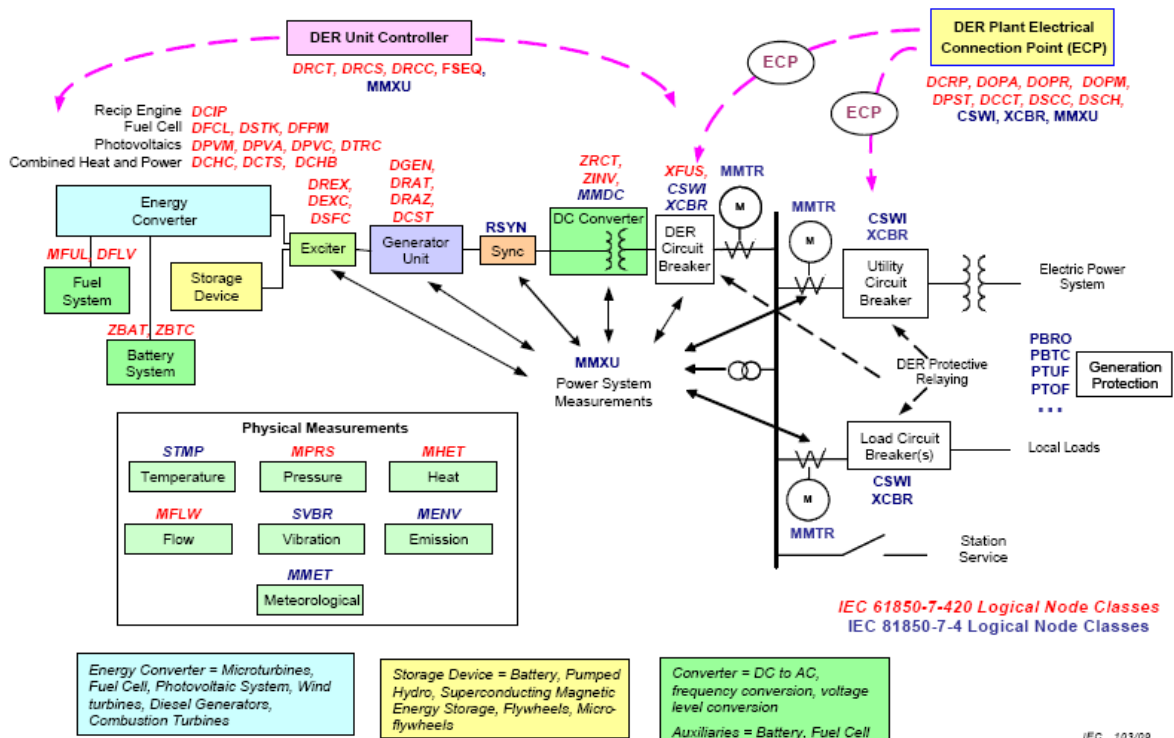 DER Unit Controller
DRCT, DRCS, DRCC, FSEQ,
MMXU
ECP
ECP
DER Plant Electrical
Connection Point (ECP)
DCRP, DOPA, DOPR, DOPM,
DPST, DCCT, DSCC, DSCH,
CSWI, XCBR, MMXU
Recip Engine DCIP
Fuel Cell DFCL, DSTK, DFPM
Photovoltaics DPVM, DPVA, DPVC, DTRC
Combined Heat and Power DCHC, DCTS, DCHB
Energy
Converter
MFUL, DFLV
Fuel
System
Storage
Device
ZBAT, ZBTC
Battery
System
DREX,
DEXC,
DSFC
Exciter
DGEN,
DRAT,
DRAZ,
DCST
Generator
Unit
RSYN
Sync
ZRCT,
ZINV,
MMDC
DC Converter
XFUS,
CSWI
XCBR
DER
Circuit
Breaker
MMTR
M
MMTR
M
CSWI
XCBR
Utility
Circuit
Breaker
Electric Power
System
MMXU
Power System
Measurements
DER Protective
Relaying
PBRO
PBTC
PTUF
PTOF
...
Generation
Protection
Load Circuit
Breaker(s)
CSWI
XCBR
Local Loads
M
MMTR
Station
Service
Physical Measurements
STMP
Temperature
MPRS
Pressure
MHET
Heat
MFLW
Flow
SVBR
Vibration
MENV
Emission
MMET
Meteorological
IEC 61850-7-420 Logical Node Classes
IEC 81850-7-4 Logical Node Classes
Energy Converter = Microturbines,
Fuel Cell, Photovoltaic System, Wind
turbines, Diesel Generators,
Combustion Turbines
Storage Device = Battery, Pumped
Hydro, Superconducting Magnetic
Energy Storage, Flywheels, Micro-
flywheels
Converter = DC to AC,
frequency conversion, voltage
level conversion
Auxiliaries = Battery, Fuel Cell
IEC 103/09